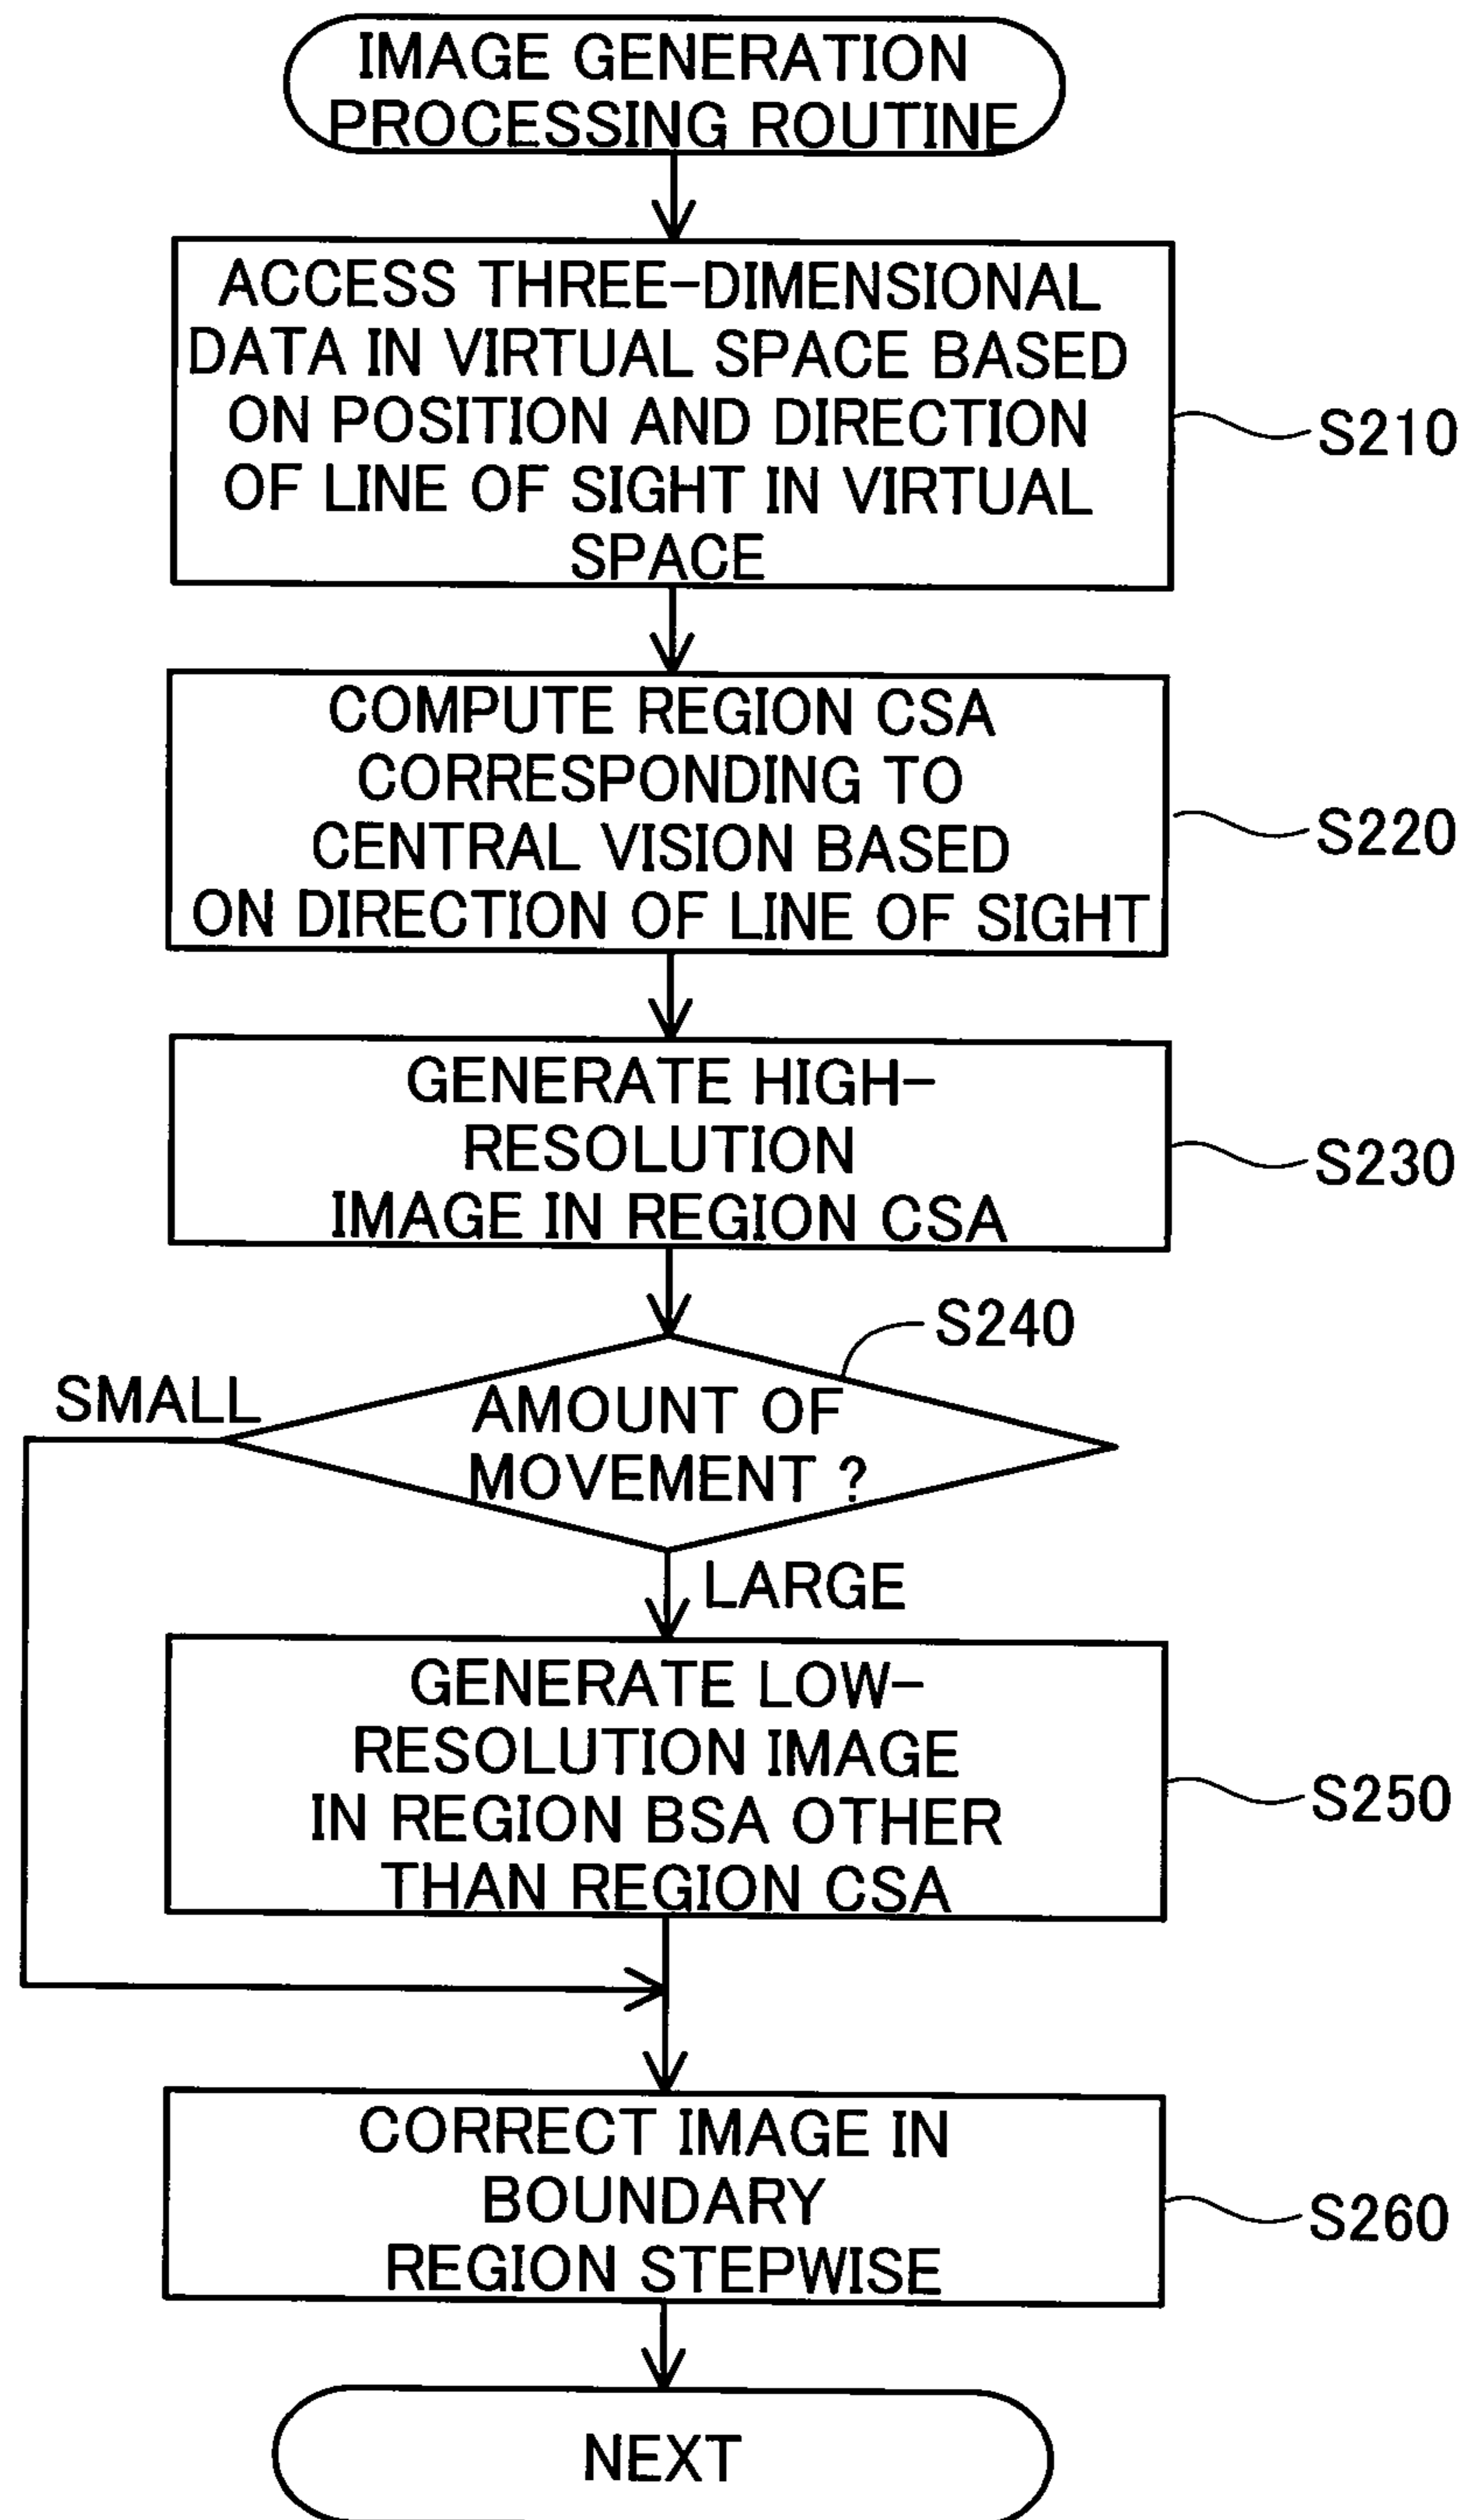 IMAGE GENERATION
PROCESSING ROUTINE
ACCESS THREE-DIMENSIONAL
DATA IN VIRTUAL SPACE BASED
ON POSITION AND DIRECTION
OF LINE OF SIGHT IN VIRTUAL
SPACE
S210
COMPUTE REGION CSA
CORRESPONDING TO
CENTRAL VISION BASED
ON DIRECTION OF LINE OF SIGHT
S220
GENERATE HIGH-
RESOLUTION
IMAGE IN REGION CSA
S230
S240
SMALL
AMOUNT OF
MOVEMENT ?
LARGE
GENERATE LOW-
RESOLUTION IMAGE
IN REGION BSA OTHER
THAN REGION CSA
S250
CORRECT IMAGE IN
BOUNDARY
REGION STEPWISE
S260
NEXT